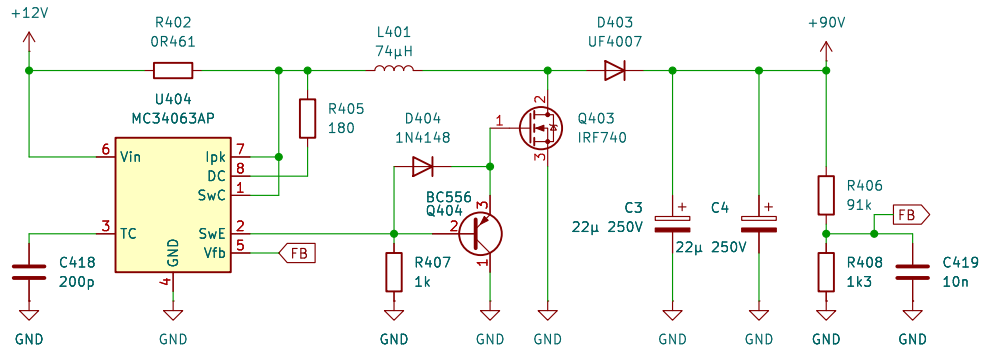 +12V
R402
0R461
L401
74µH
D403
UF4007
+90V
U404
MC34063AP
R405
180
D404
1N4148
Q403
IRF740
2
1
3
6
Vin
Ipk
7
DC
8
SwC
1
3
TC
SwE
2
Vfb
5
GND
4
FB
BC556
Q404
3
2
1
C418
200p
R407
1k
C3
22µ 250V
C4
22µ 250V
+
+
R406
91k
FB
R408
1k3
C419
10n
GND
GND
GND
GND
GND
GND
GND
GND
GND